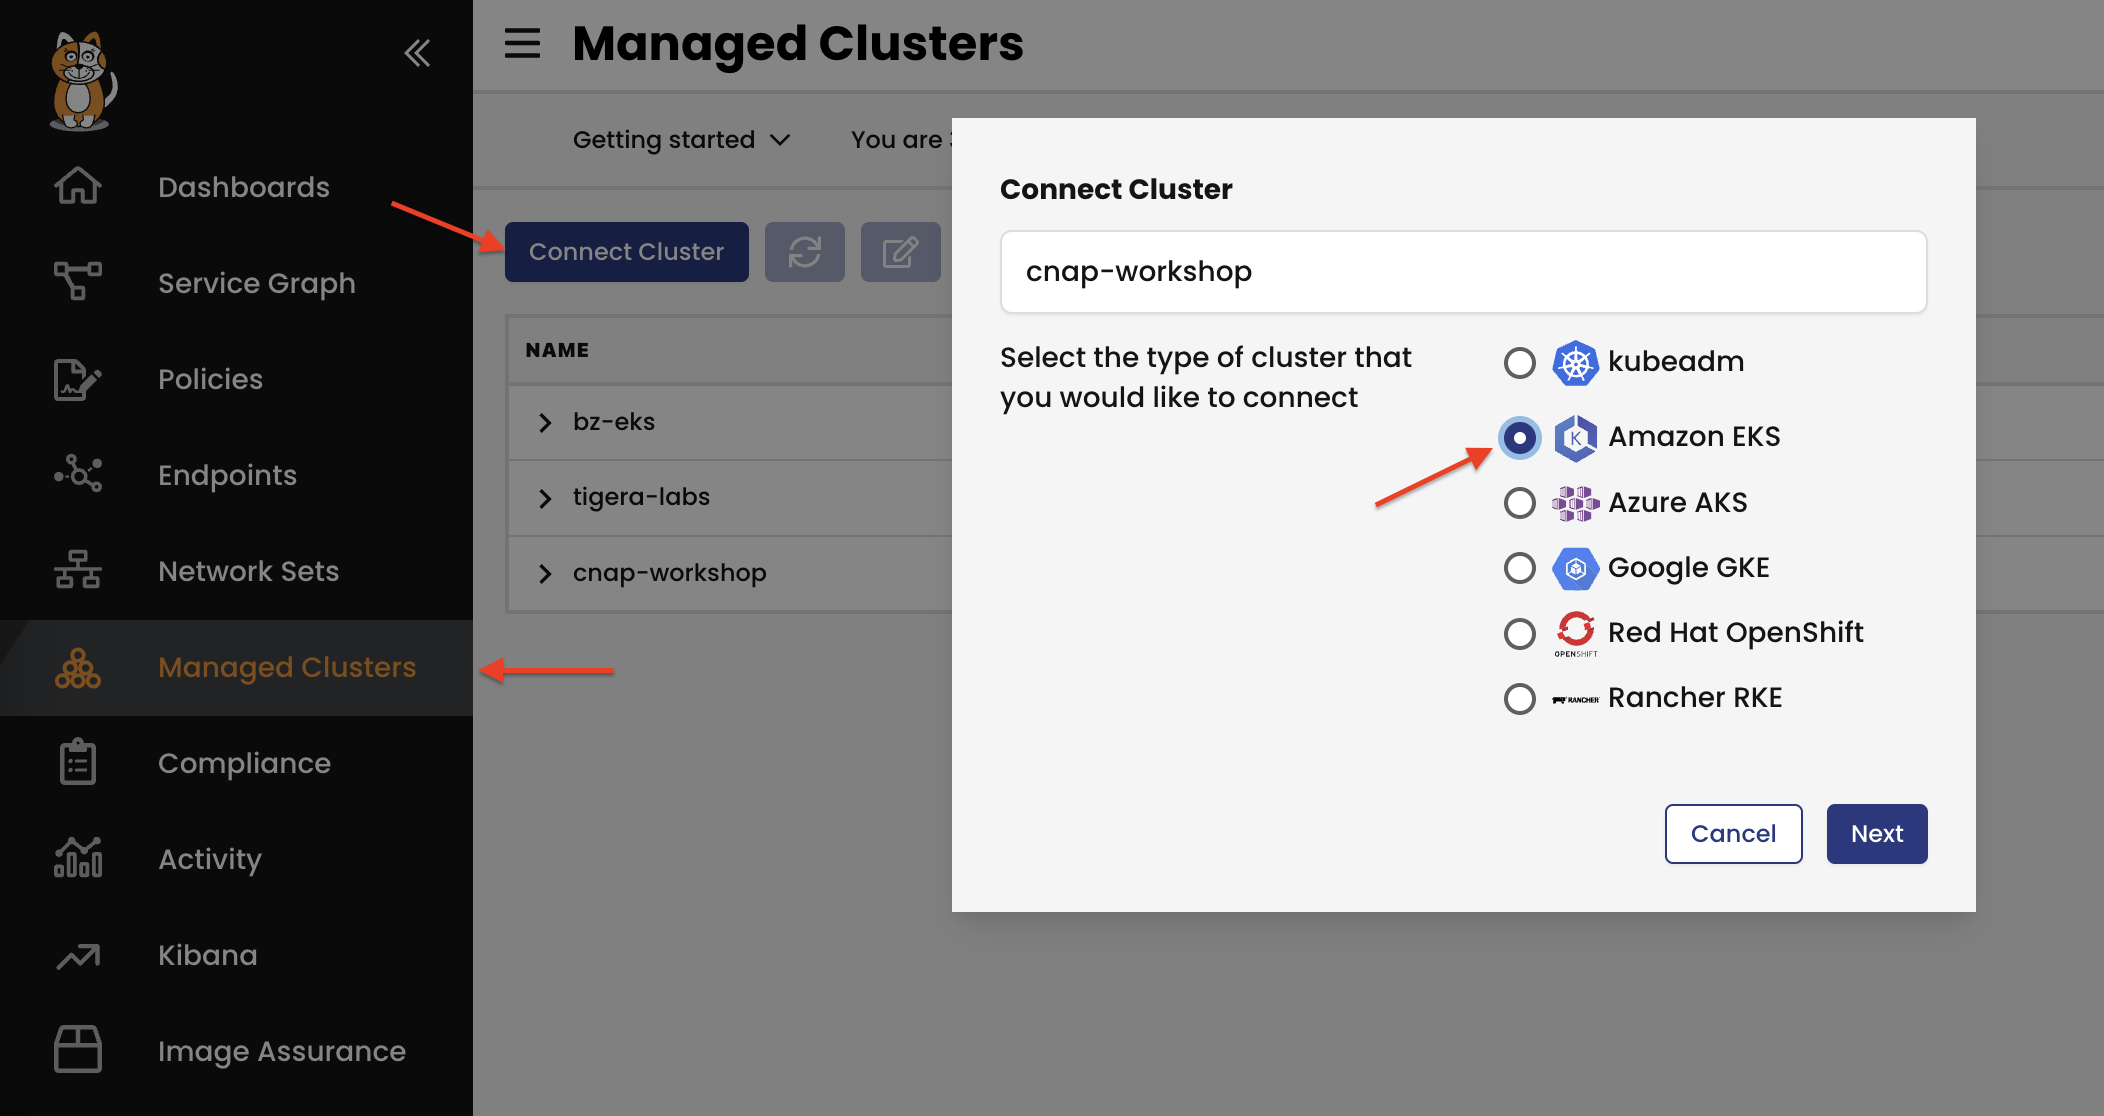 Managed Clusters
Getting started
You are
Dashboards
Service Graph
Policies
Endpoints
Network Sets
Managed Clusters
Compliance
Activity
Kibana
Image Assurance
Connect Cluster
NAME
bz-eks
tigera-labs
cnap-workshop
Connect Cluster
cnap-workshop
Select the type of cluster that
you would like to connect
kubeadm
K
Amazon EKS
Azure AKS
Google GKE
OPENSHIFT
Red Hat OpenShift
RANCHER
Rancher RKE
Cancel
Next